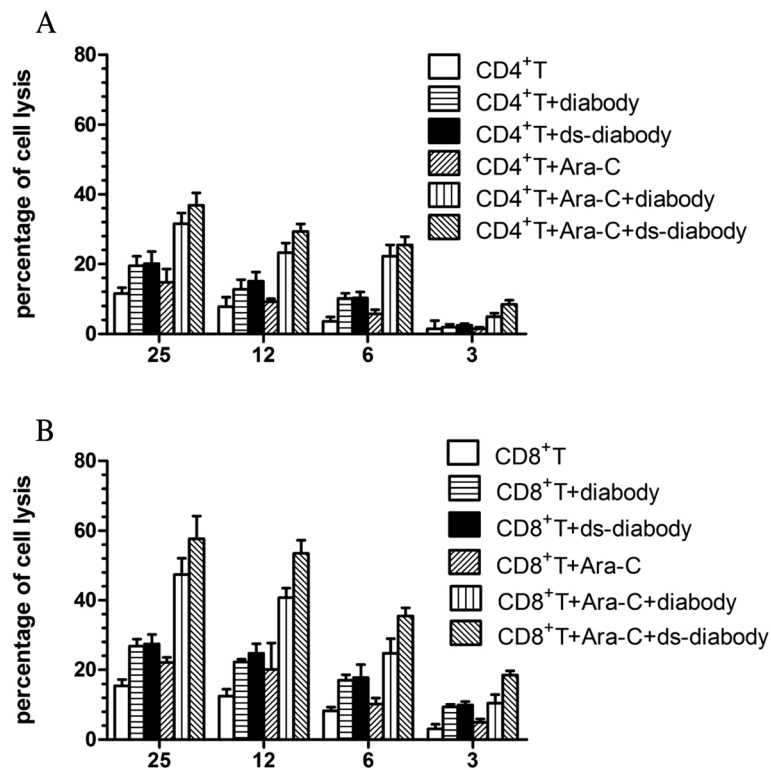 A
percentage of cell lysis
80
60
40
20
0
25 12 6 3
CD4⁺T
CD4⁺T+diabody
CD4⁺T+ds-diabody
CD4⁺T+Ara-C
CD4⁺T+Ara-C+diabody
CD4⁺T+Ara-C+ds-diabody
B
percentage of cell lysis
80
60
40
20
0
25 12 6 3
CD8⁺T
CD8⁺T+diabody
CD8⁺T+ds-diabody
CD8⁺T+Ara-C
CD8⁺T+Ara-C+diabody
CD8⁺T+Ara-C+ds-diabody